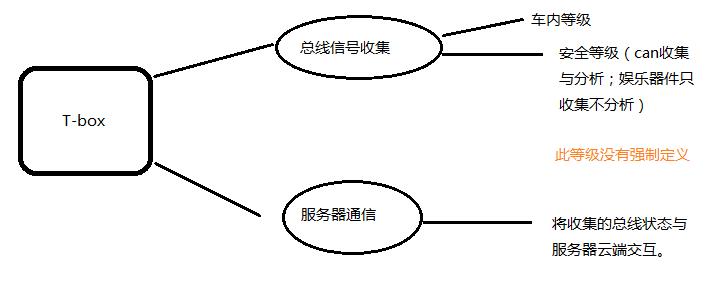 车内等级
总线信号收集
安全等级（can收集
与分析；娱乐器件只
收集不分析）
T-box
此等级没有强制定义
服务器通信
将收集的总线状态与
服务器云端交互。